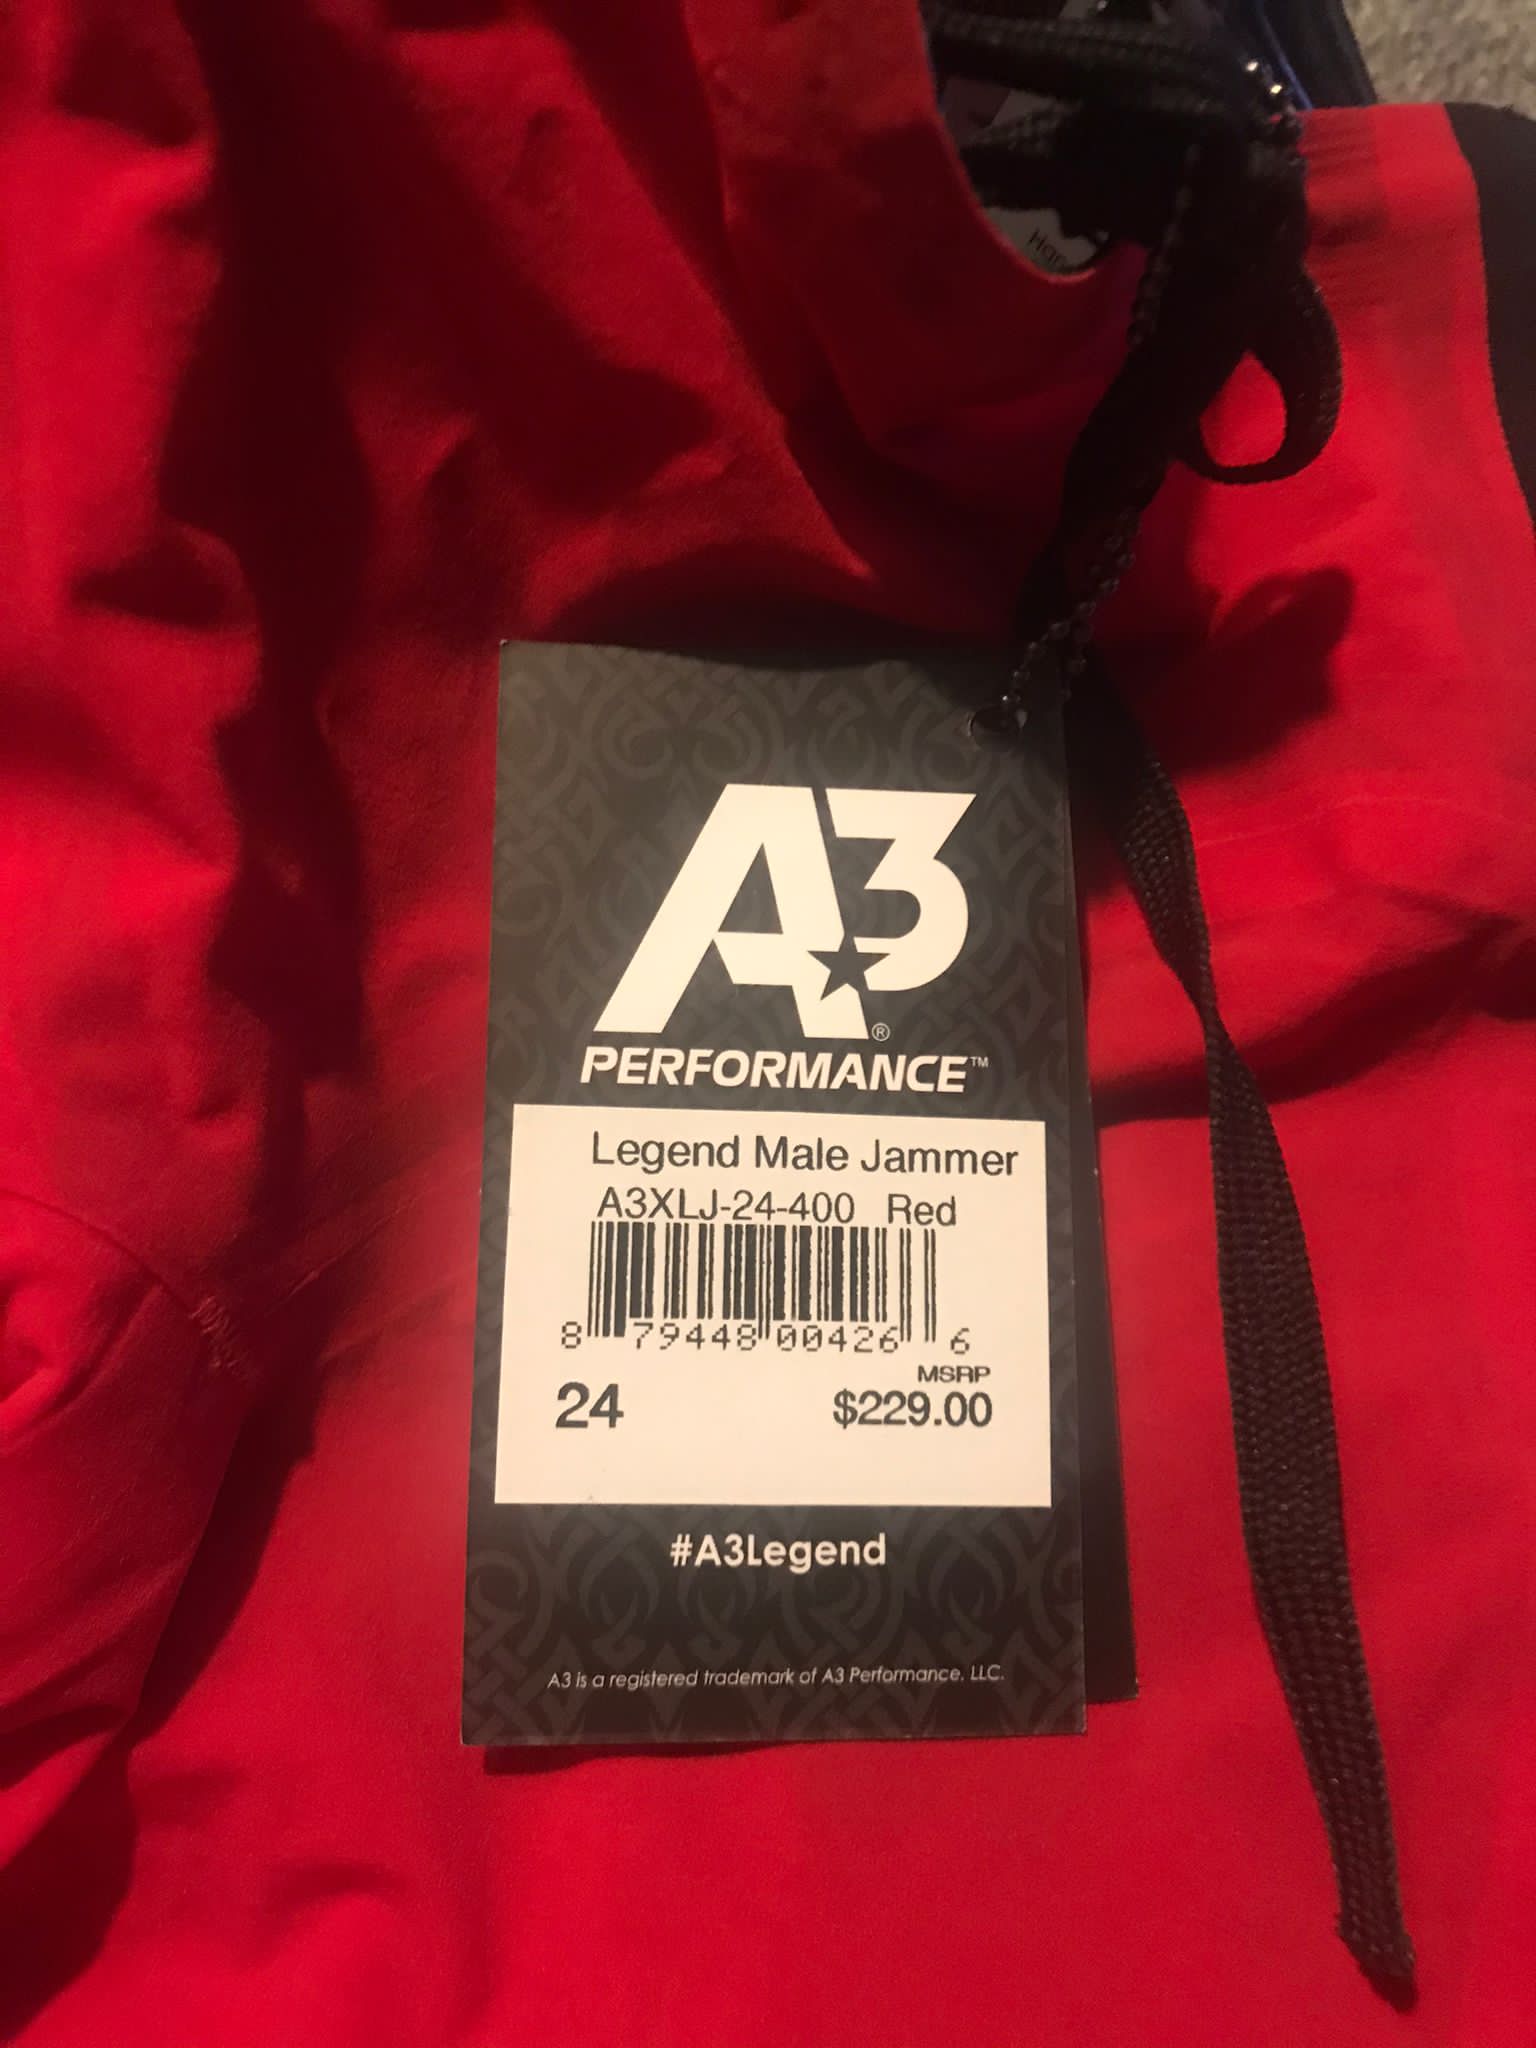 Han
A3®
PERFORMANCE™
Legend Male Jammer
A3XLJ-24-400 Red
8 79448 00426 6
MSRP
24 $229.00
#A3Legend
A3 is a registered trademark of A3 Performance. LLC.